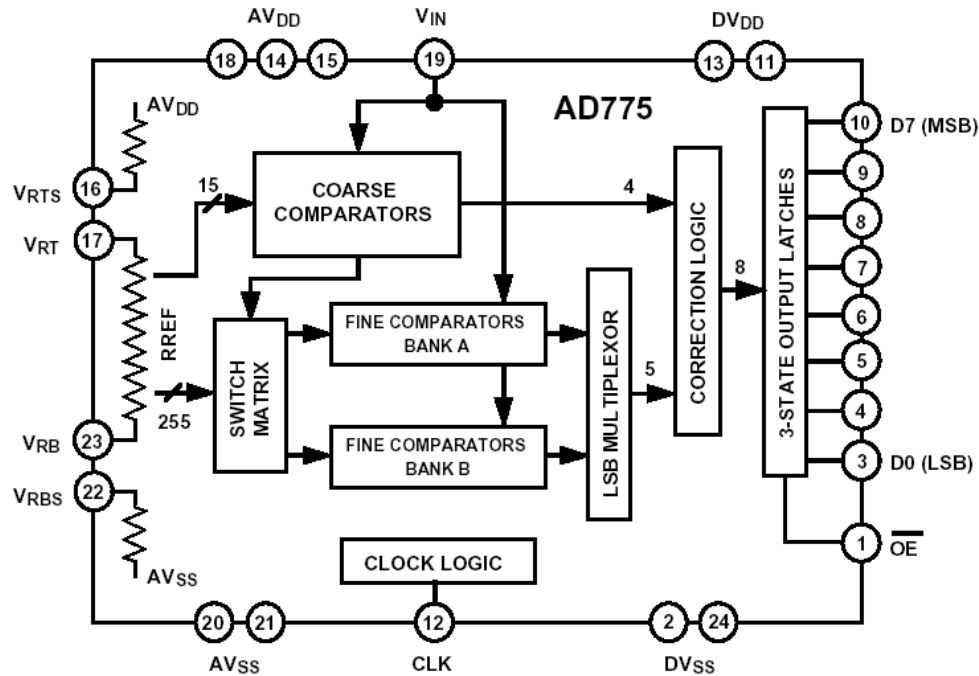 AVDD
VIN
DVDD
18
14
15
19
13
11
AD775
AVDD
VRTS
16
17
VRT
15
COARSE
COMPARATORS
4
10
D7 (MSB)
9
8
7
6
5
4
3
D0 (LSB)
RREF
255
SWITCH
MATRIX
FINE COMPARATORS
BANK A
FINE COMPARATORS
BANK B
LSB MULTIPLEXOR
5
CORRECTION LOGIC
8
3-STATE OUTPUT LATCHES
VRB
23
VRBS
22
AVSS
CLOCK LOGIC
1
OE
20
21
12
2
24
AVSS
CLK
DVSS